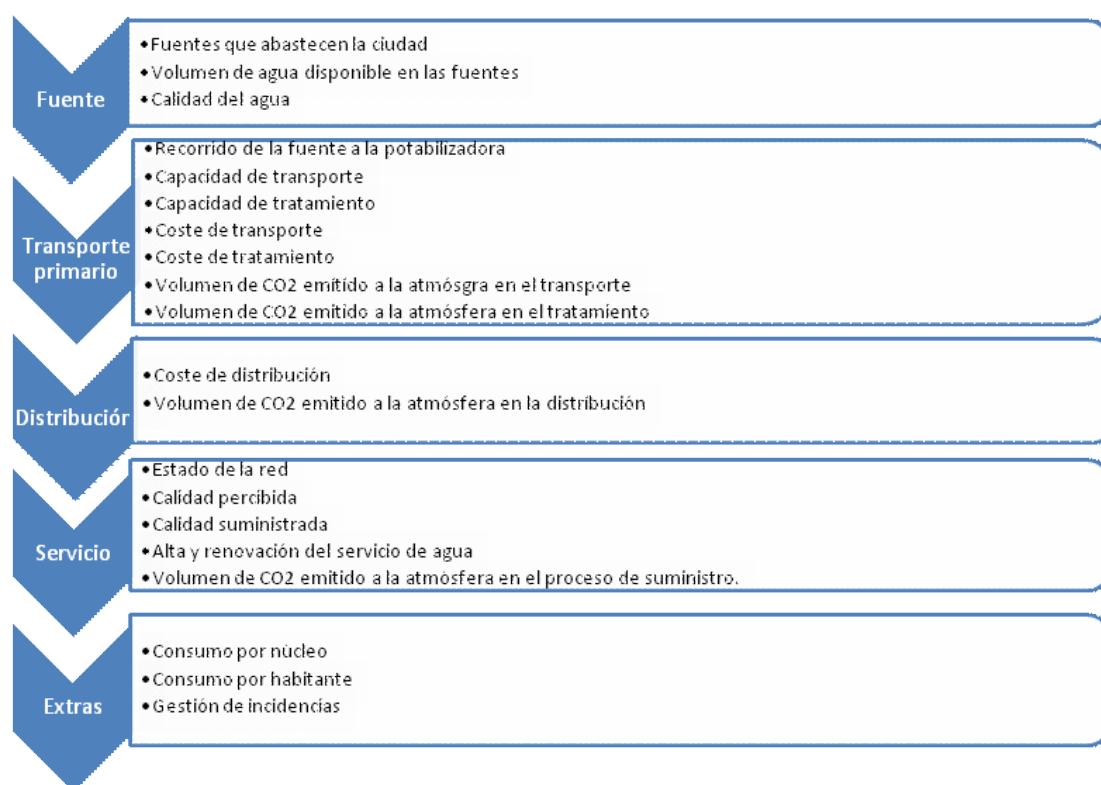 Fuente
•Fuentes que abastecen la ciudad
•Volumen de agua disponible en las fuentes
•Calidad del agua
Transporte
primario
•Recorrido de la fuente a la potabilizadora
•Capacidad de transporte
•Capacidad de tratamiento
•Coste de transporte
•Coste de tratamiento
•Volumen de CO2 emitido a la atmósgra en el transporte
•Volumen de CO2 emitido a la atmósfera en el tratamiento
Distribución
•Coste de distribución
•Volumen de CO2 emitido a la atmósfera en la distribución
Servicio
•Estado de la red
•Calidad percibida
•Calidad suministrada
•Alta y renovación del servicio de agua
•Volumen de CO2 emitido a la atmósfera en el proceso de suministro.
Extras
•Consumo por núcleo
•Consumo por habitante
•Gestión de incidencias